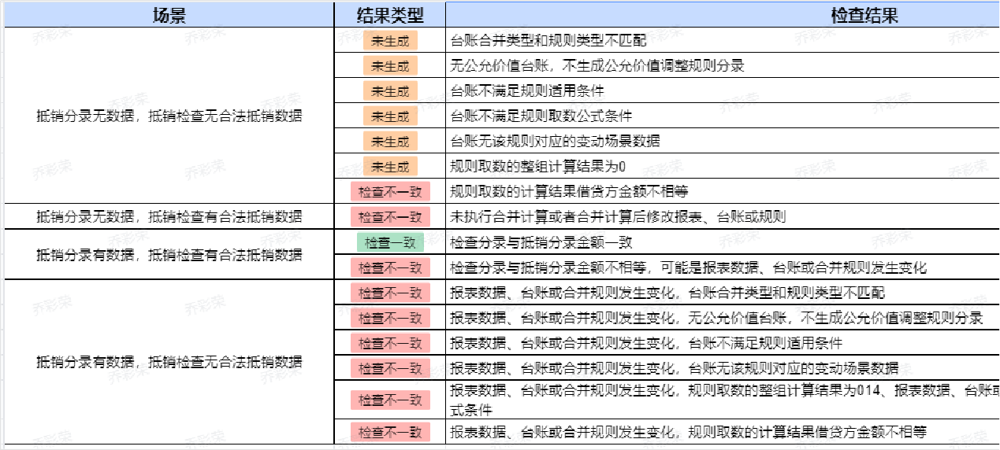 场景 结果类型 检查结果
未生成 台账合并类型和规则类型不匹配
未生成 无公允价值台账，不生成公允价值调整规则分录
未生成 台账不满足规则适用条件
抵销分录无数据，抵销检查无合法抵销数据 未生成 台账不满足规则取数公式条件
未生成 台账无该规则对应的变动场景数据
未生成 规则取数的整组计算结果为0
检查不一致 规则取数的计算结果借贷方金额不相等
抵销分录无数据，抵销检查有合法抵销数据 检查不一致 未执行合并计算或者合并计算后修改报表、台账或规则
抵销分录有数据，抵销检查有合法抵销数据 检查一致 检查分录与抵销分录金额一致
检查不一致 检查分录与抵销分录金额不相等，可能是报表数据、台账或合并规则发生变化
检查不一致 报表数据、台账或合并规则发生变化，台账合并类型和规则类型不匹配
检查不一致 报表数据、台账或合并规则发生变化，无公允价值台账，不生成公允价值调整规则分录
检查不一致 报表数据、台账或合并规则发生变化，台账不满足规则适用条件
抵销分录有数据，抵销检查无合法抵销数据 检查不一致 报表数据、台账或合并规则发生变化，台账无该规则对应的变动场景数据
检查不一致 报表数据、台账或合并规则发生变化，规则取数的整组计算结果为014、报表数据、台账或
式条件
检查不一致 报表数据、台账或合并规则发生变化，规则取数的计算结果借贷方金额不相等
乔彩荣